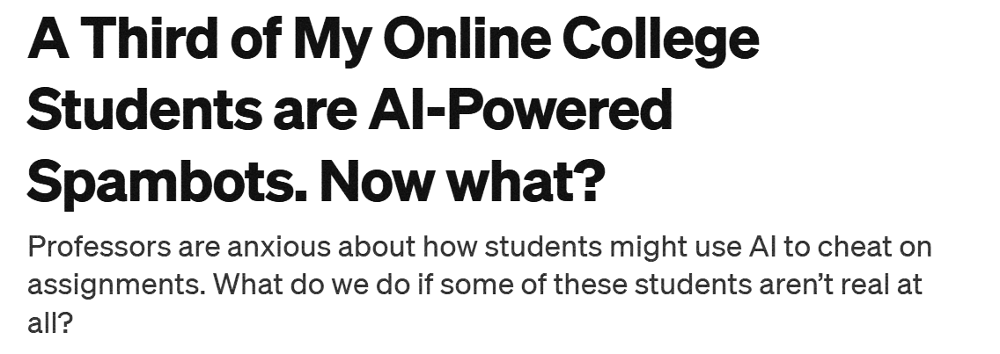 A Third of My Online College
Students are AI-Powered
Spambots. Now what?
Professors are anxious about how students might use AI to cheat on
assignments. What do we do if some of these students aren’t real at
all?